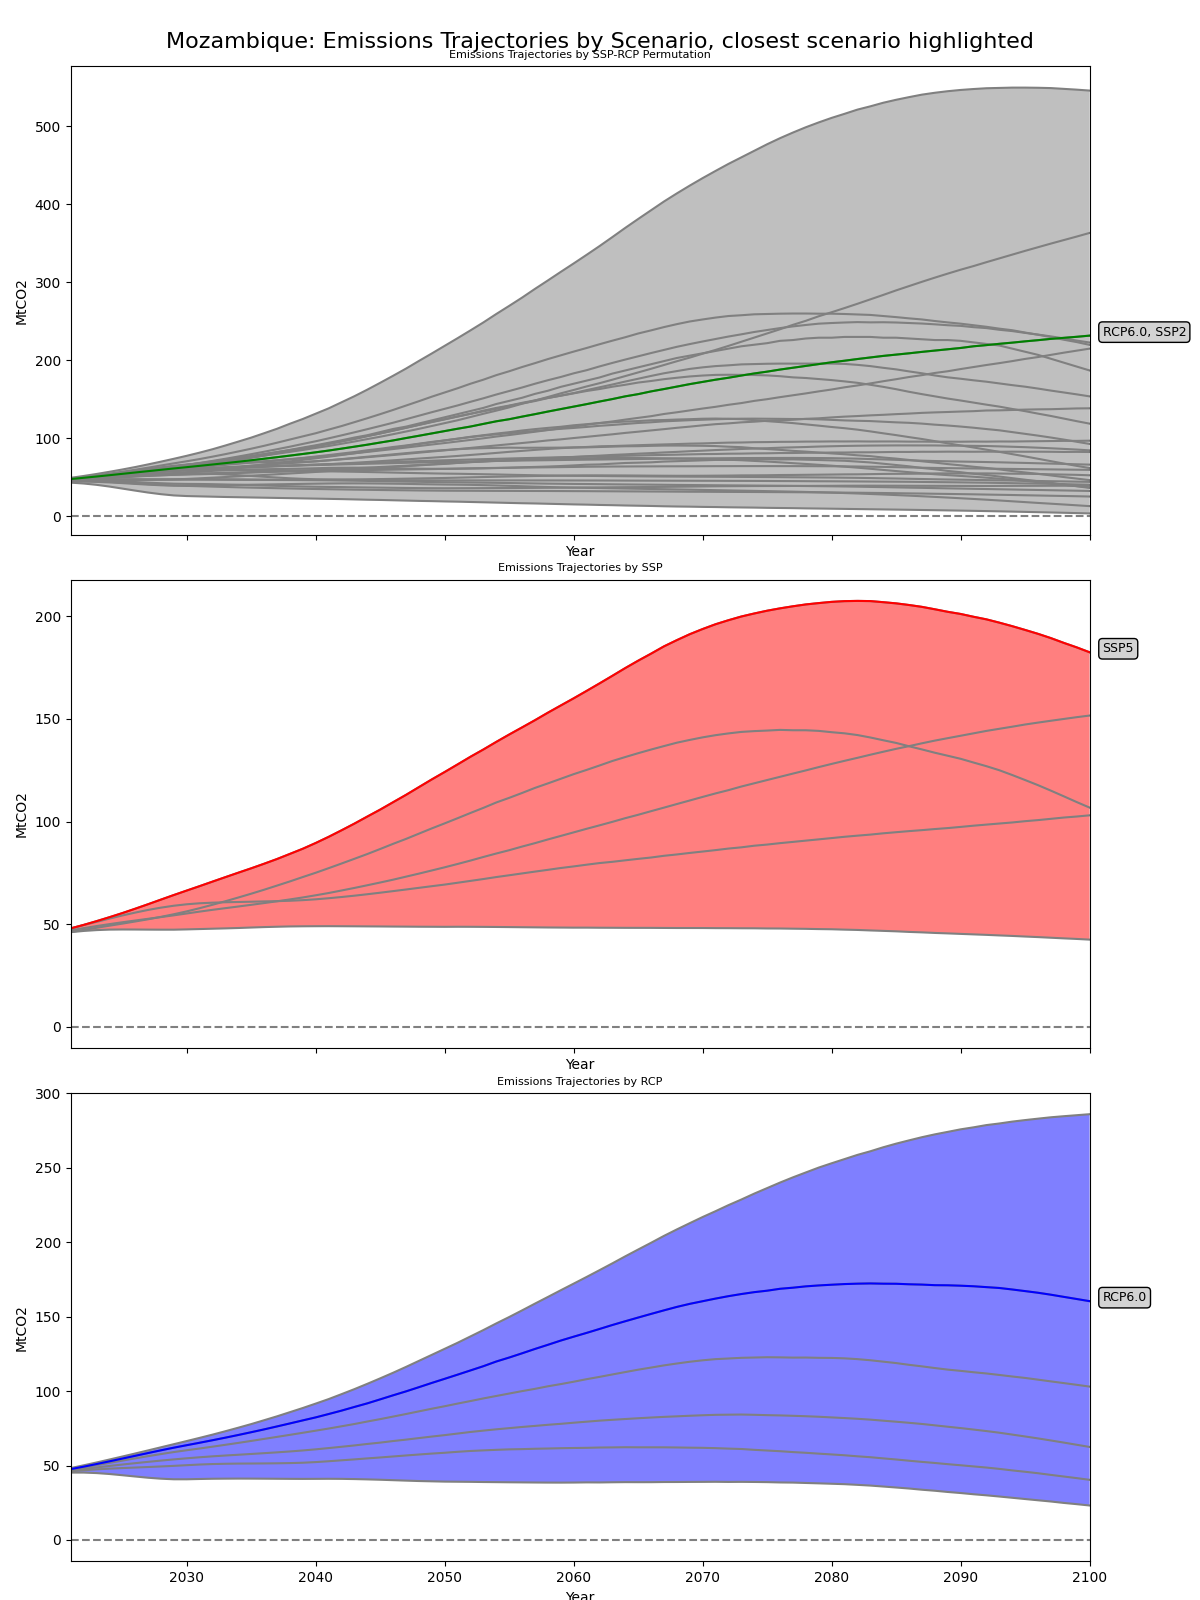 Mozambique: Emissions Trajectories by Scenario, closest scenario highlighted
Emissions Trajectories by SSP-RCP Permutation
500
400
300
200
100
0
MtCO2
RCP6.0, SSP2
Year
Emissions Trajectories by SSP
200
150
100
50
0
MtCO2
SSP5
Year
Emissions Trajectories by RCP
300
250
200
150
100
50
0
MtCO2
RCP6.0
2030 2040 2050 2060 2070 2080 2090 2100
Year